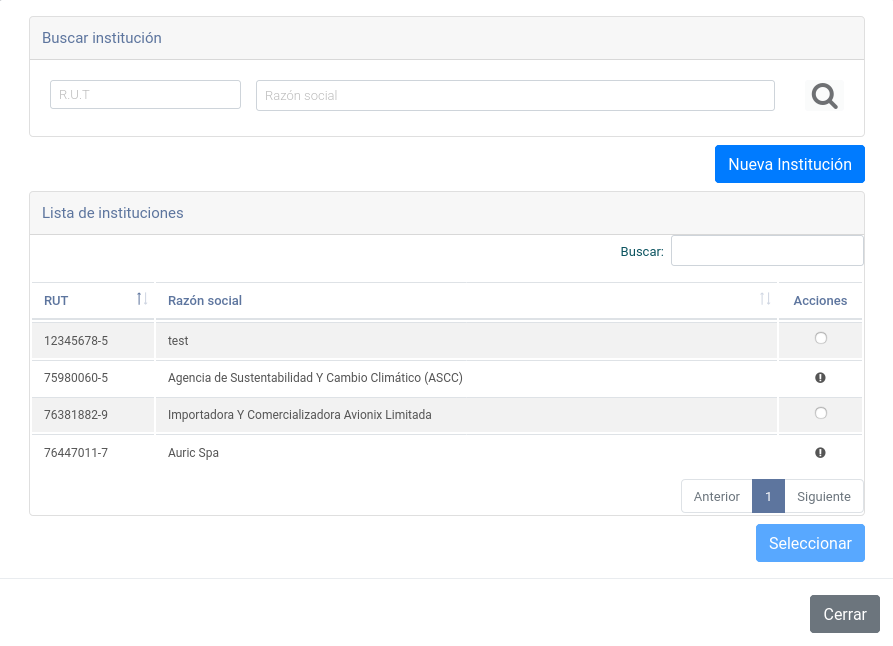 Buscar institución
R.U.T
Razón social
Nueva Institución
Lista de instituciones
Buscar:
RUT Razón social Acciones
12345678-5 test
75980060-5 Agencia de Sustentabilidad Y Cambio Climático (ASCC)
76381882-9 Importadora Y Comercializadora Avionix Limitada
76447011-7 Auric Spa
Anterior 1 Siguiente
Seleccionar
Cerrar